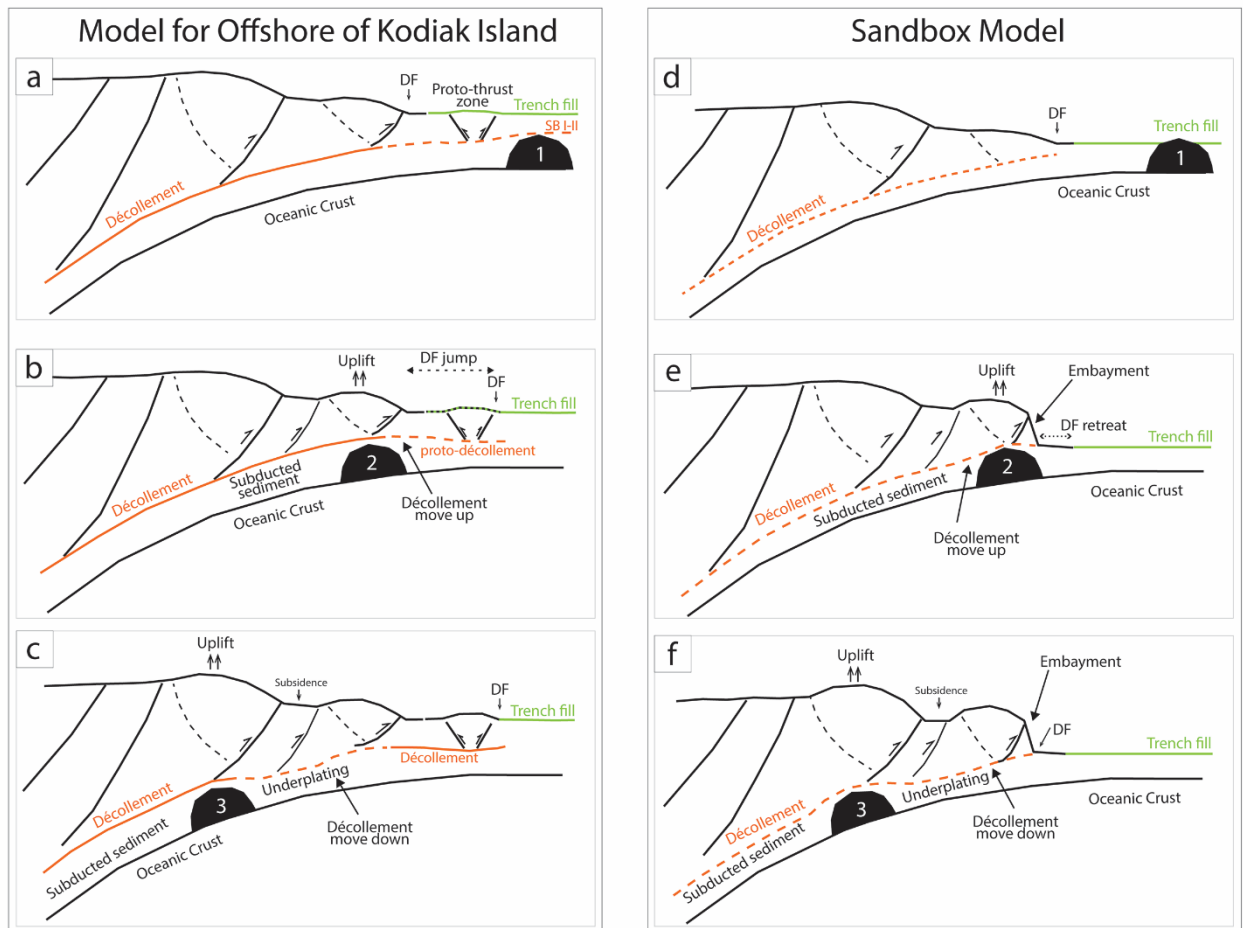 Model for Offshore of Kodiak Island
a
DF
Proto-thrust
zone
Trench fill
SB I-II
1
Décollement
Oceanic Crust
b
Uplift
DF jump
DF
Trench fill
proto-décollement
2
Décollement
Subducted
sediment
Oceanic Crust
Décollement
move up
c
Uplift
Subsidence
DF
Trench fill
Décollement
Underplating
3
Décollement
Décollement
move down
Subducted sediment
Oceanic Crust
Sandbox Model
d
DF
Trench fill
1
Décollement
Oceanic Crust
e
Uplift
Embayment
DF retreat
Trench fill
2
Décollement
Subducted sediment
Oceanic Crust
Décollement
move up
f
Uplift
Embayment
Subsidence
DF
Trench fill
Underplating
3
Oceanic Crust
Décollement
Décollement
move down
Subducted sediment